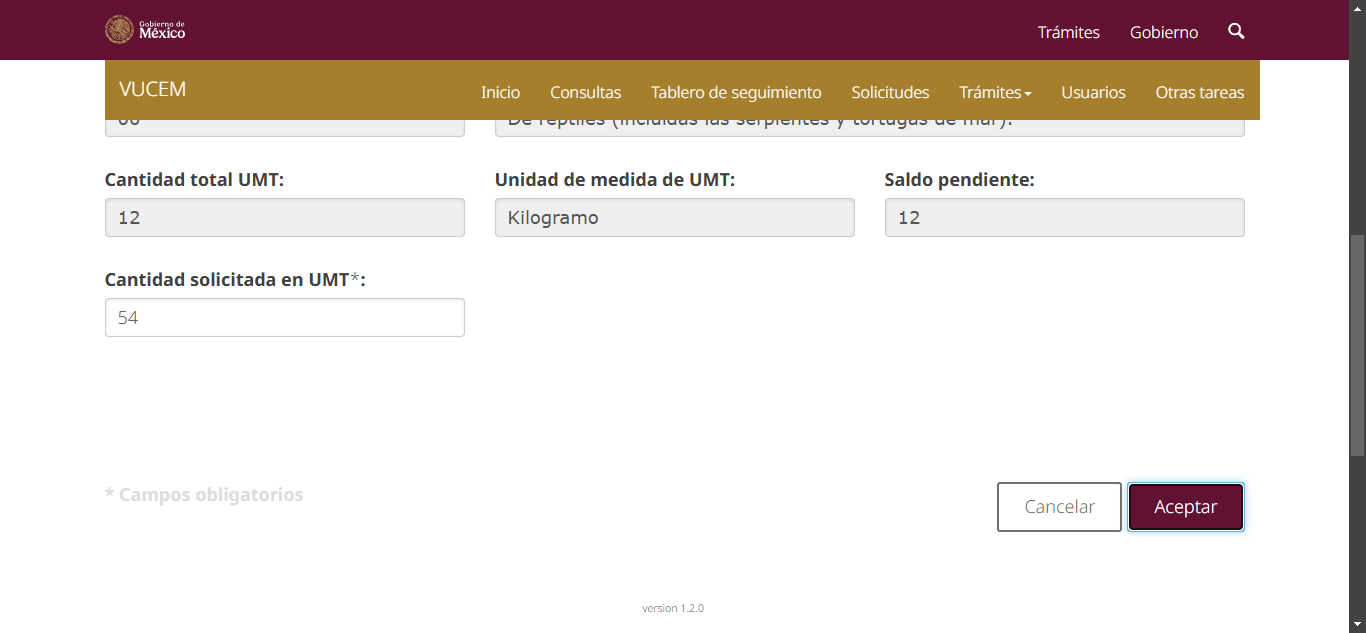 Gobierno de
México
Trámites
Gobierno
VUCEM
Inicio
Consultas
Tablero de seguimiento
Solicitudes
Trámites
Usuarios
Otras tareas
De reptiles (incluidas las serpientes y tortugas de mar).
Cantidad total UMT:
Unidad de medida de UMT:
Saldo pendiente:
12
Kilogramo
12
Cantidad solicitada en UMT*:
54
* Campos obligatorios
Cancelar
Aceptar
version 1.2.0